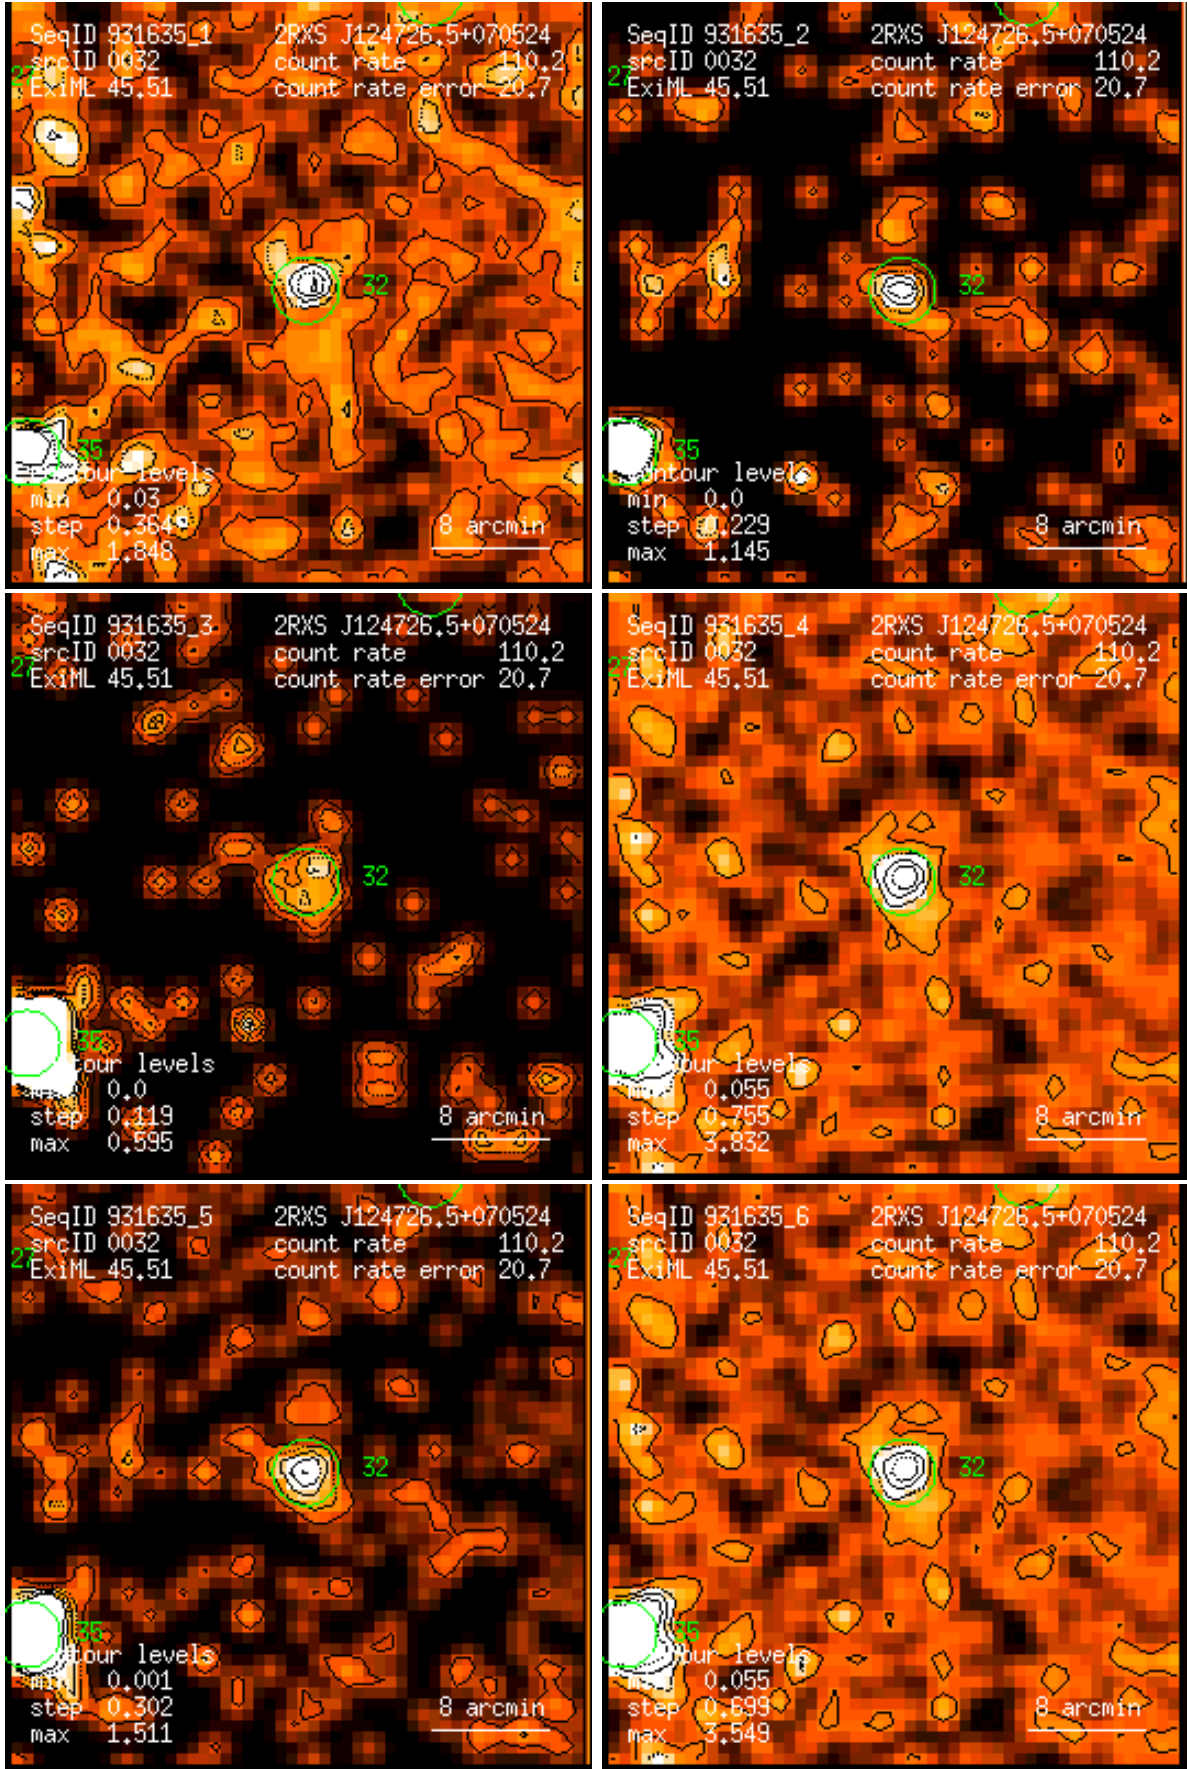 SeqID 931635_1 2RXS J124726.5+070524
srcID 0032 count rate 110.2
27
ExiML 45.51 count rate error 20.7
32
35
contour levels
min 0.03
step 0.364
max 1.848
8 arcmin
SeqID 931635_2 2RXS J124726.5+070524
srcID 0032 count rate 110.2
27
ExiML 45.51 count rate error 20.7
32
35
contour levels
min 0.0
step 0.229
max 1.145
8 arcmin
SeqID 931635_3 2RXS J124726.5+070524
srcID 0032 count rate 110.2
27
ExiML 45.51 count rate error 20.7
32
35
contour levels
min 0.0
step 0.119
max 0.595
8 arcmin
SeqID 931635_4 2RXS J124726.5+070524
srcID 0032 count rate 110.2
27
ExiML 45.51 count rate error 20.7
32
35
contour levels
min 0.055
step 0.755
max 3.832
8 arcmin
SeqID 931635_5 2RXS J124726.5+070524
srcID 0032 count rate 110.2
27
ExiML 45.51 count rate error 20.7
32
35
contour levels
min 0.001
step 0.302
max 1.511
8 arcmin
SeqID 931635_6 2RXS J124726.5+070524
srcID 0032 count rate 110.2
27
ExiML 45.51 count rate error 20.7
32
35
contour levels
min 0.055
step 0.699
max 3.549
8 arcmin